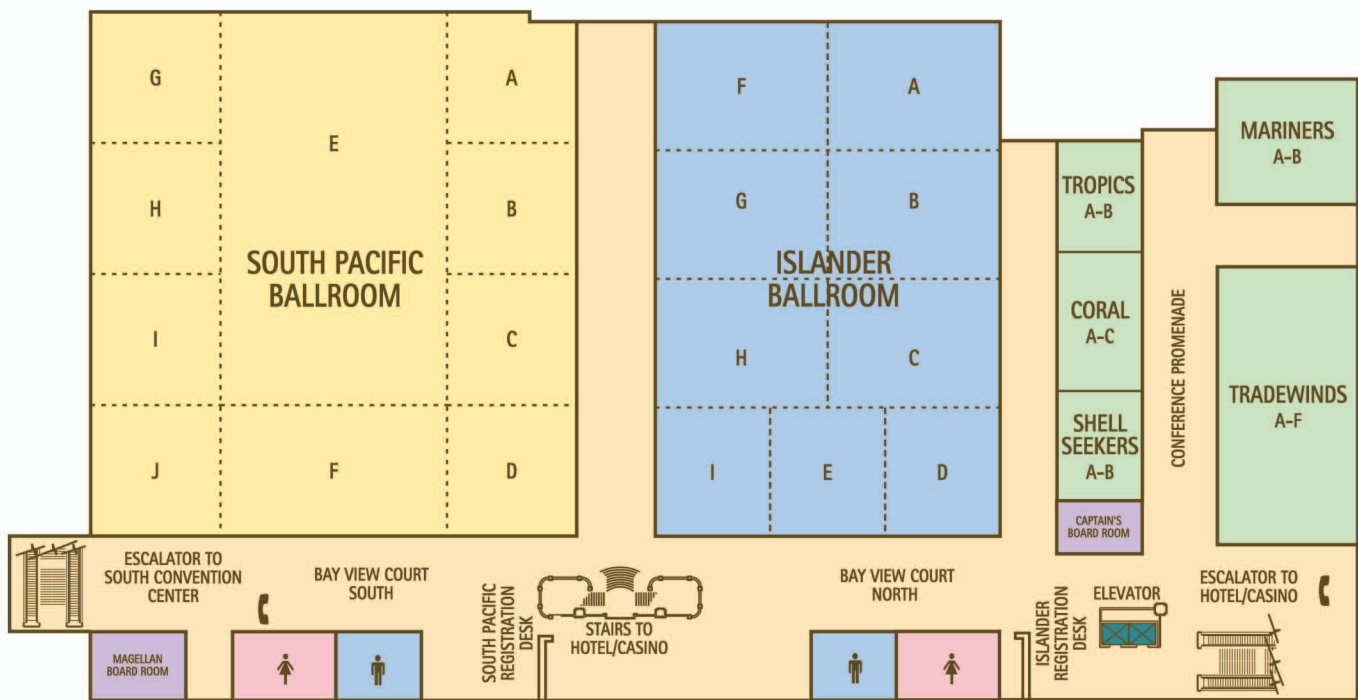 G
A
E
H
B
SOUTH PACIFIC
BALLROOM
I
C
J
F
D
F
A
G
B
ISLANDER
BALLROOM
H
C
I
E
D
TROPICS
A-B
CORAL
A-C
SHELL
SEEKERS
A-B
CAPTAIN'S
BOARD ROOM
CONFERENCE PROMENADE
MARINERS
A-B
TRADEWINDS
A-F
ESCALATOR TO
SOUTH CONVENTION
CENTER
BAY VIEW COURT
SOUTH
SOUTH PACIFIC
REGISTRATION
DESK
STAIRS TO
HOTEL/CASINO
BAY VIEW COURT
NORTH
ISLANDER
REGISTRATION
DESK
ELEVATOR
ESCALATOR TO
HOTEL/CASINO
MAGELLAN
BOARD ROOM